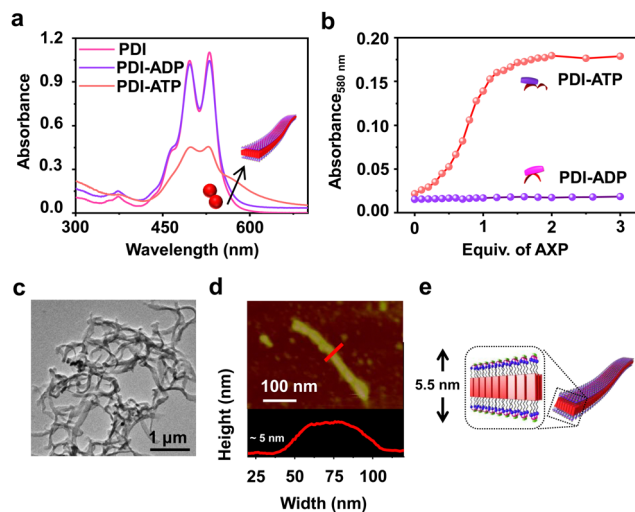 a
PDI
PDI-ADP
PDI-ATP
Absorbance
1.2
0.9
0.6
0.3
0.0
300
450
600
Wavelength (nm)
b
Absorbance580 nm
0.20
0.15
0.10
0.05
0.00
PDI-ATP
PDI-ADP
0 1 2 3
Equiv. of AXP
c
1 µm
d
100 nm
Height (nm)
~ 5 nm
25 50 75 100
Width (nm)
e
5.5 nm